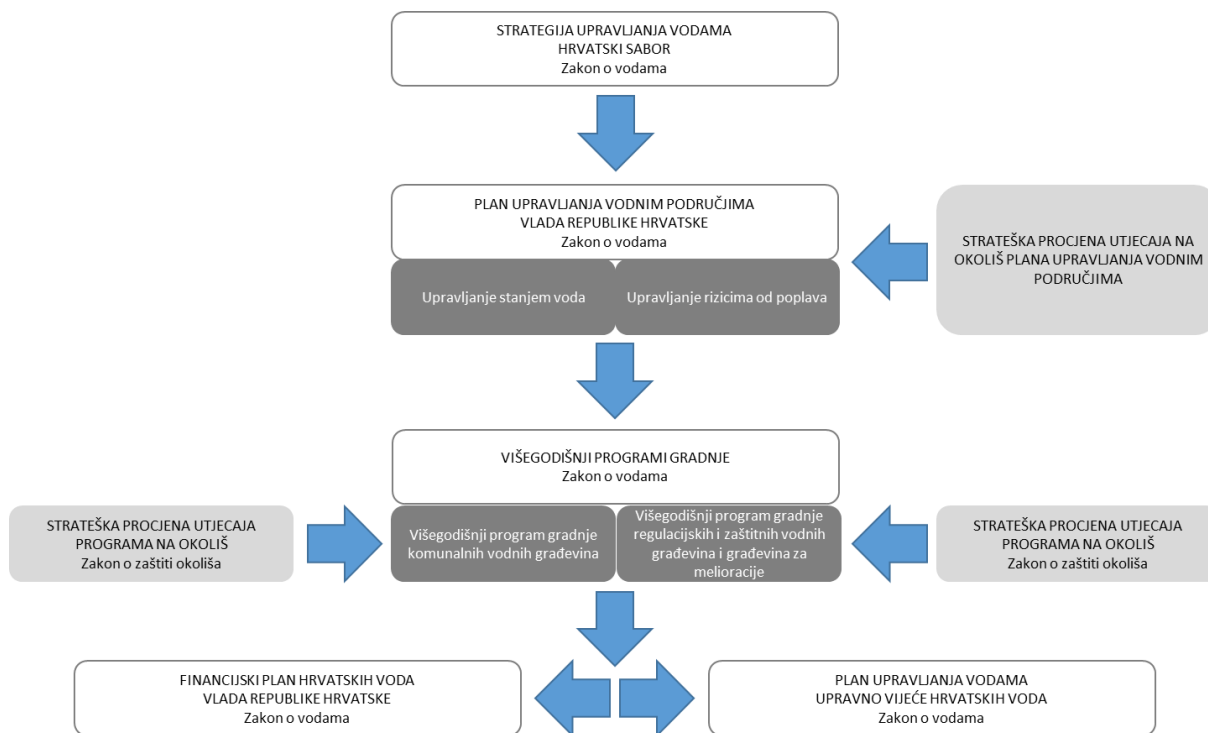 STRATEGIJA UPRAVLJANJA VODAMA
HRVATSKI SABOR
Zakon o vodama
PLAN UPRAVLJANJA VODNIM PODRUČJIMA
VLADA REPUBLIKE HRVATSKE
Zakon o vodama
Upravljanje stanjem voda
Upravljanje rizicima od poplava
STRATEŠKA PROCJENA UTJECAJA NA
OKOLIŠ PLANA UPRAVLJANJA VODNIM
PODRUČJIMA
VIŠEGODIŠNJI PROGRAMI GRADNJE
Zakon o vodama
STRATEŠKA PROCJENA UTJECAJA
PROGRAMA NA OKOLIŠ
Zakon o zaštiti okoliša
Višegodišnji program gradnje
komunalnih vodnih građevina
Višegodišnji program gradnje
regulacijskih i zaštitnih vodnih
građevina i građevina za
melioracije
STRATEŠKA PROCJENA UTJECAJA
PROGRAMA NA OKOLIŠ
Zakon o zaštiti okoliša
FINANCIJSKI PLAN HRVATSKIH VODA
VLADA REPUBLIKE HRVATSKE
Zakon o vodama
PLAN UPRAVLJANJA VODAMA
UPRAVNO VIJEĆE HRVATSKIH VODA
Zakon o vodama